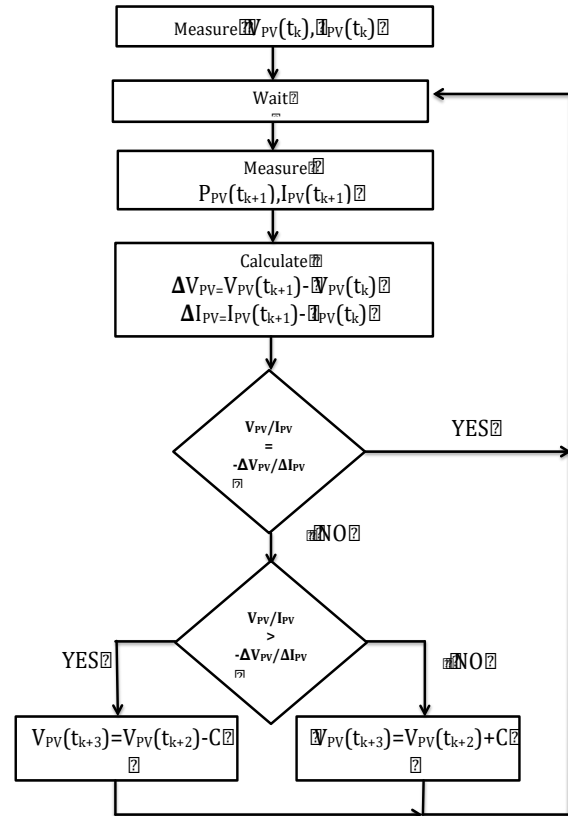 Measure V_PV(t_k), I_PV(t_k)
Wait
Measure
P_PV(t_k+1),I_PV(t_k+1)
Calculate
ΔV_PV=V_PV(t_k+1)- V_PV(t_k)
ΔI_PV=I_PV(t_k+1)- I_PV(t_k)
V_PV/I_PV
=
-ΔV_PV/ΔI_PV
YES
NO
V_PV/I_PV
>
-ΔV_PV/ΔI_PV
YES
NO
V_PV(t_k+3)=V_PV(t_k+2)-C
V_PV(t_k+3)=V_PV(t_k+2)+C